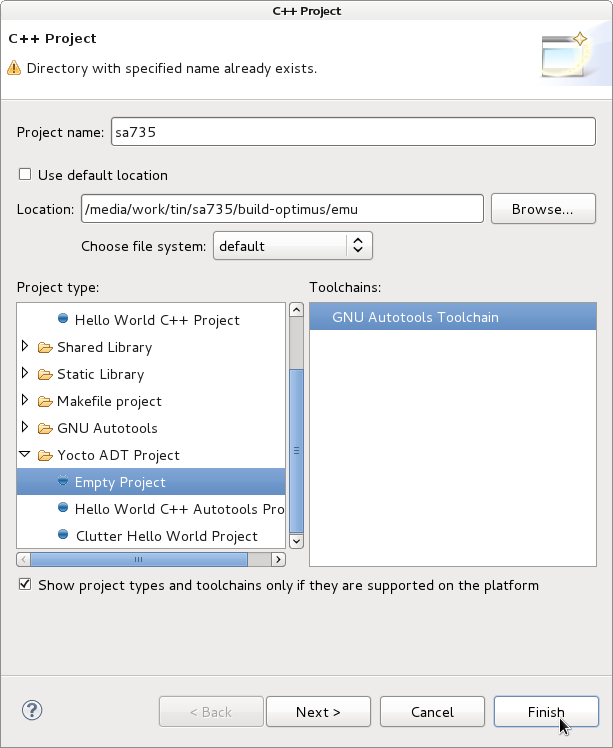 C++ Project
C++ Project
Directory with specified name already exists.
Project name: sa735
Use default location
Location: /media/work/tin/sa735/build-optimus/emu Browse...
Choose file system: default
Project type: Toolchains:
Hello World C++ Project GNU Autotools Toolchain
Shared Library
Static Library
Makefile project
GNU Autotools
Yocto ADT Project
Empty Project
Hello World C++ Autotools Pro
Clutter Hello World Project
Show project types and toolchains only if they are supported on the platform
? < Back Next > Cancel Finish